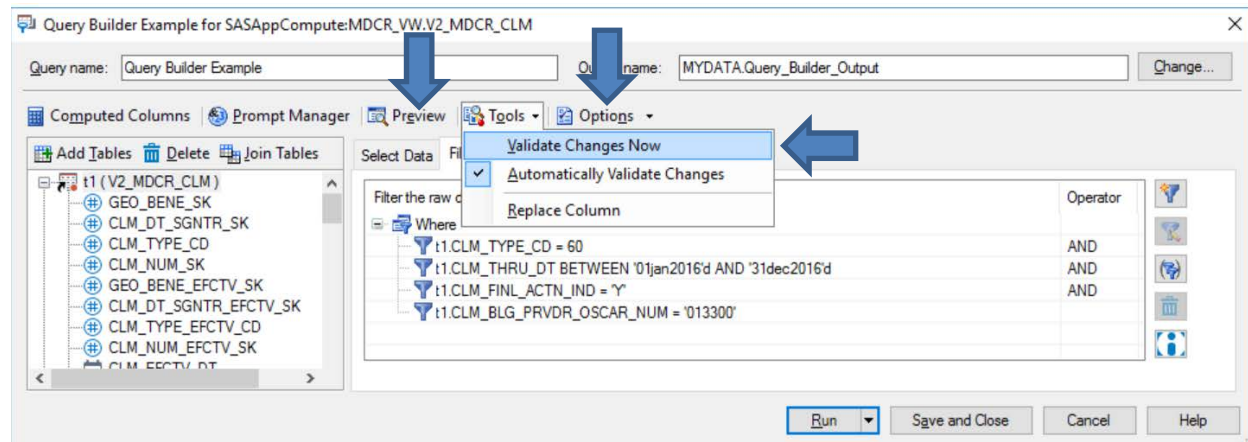 Query Builder Example for SASAppCompute:MDCR_VW.V2_MDCR_CLM
Query name: Query Builder Example name: MYDATA.Query_Builder_Output Change...
Computed Columns Prompt Manager Preview Tools Options
Add Tables Delete Join Tables Select Data
Validate Changes Now
Automatically Validate Changes
Replace Column
t1 (V2_MDCR_CLM)
GEO_BENE_SK
CLM_DT_SGNTR_SK
CLM_TYPE_CD
CLM_NUM_SK
GEO_BENE_EFCTV_SK
CLM_DT_SGNTR_EFCTV_SK
CLM_TYPE_EFCTV_CD
CLM_NUM_EFCTV_SK
CLM_EFCTV_DT
Filter the raw Operator
Where
t1.CLM_TYPE_CD = 60 AND
t1.CLM_THRU_DT BETWEEN '01jan2016'd AND '31dec2016'd AND
t1.CLM_FINL_ACTN_IND = 'Y' AND
t1.CLM_BLG_PRVDR_OSCAR_NUM = '013300'
Run Save and Close Cancel Help